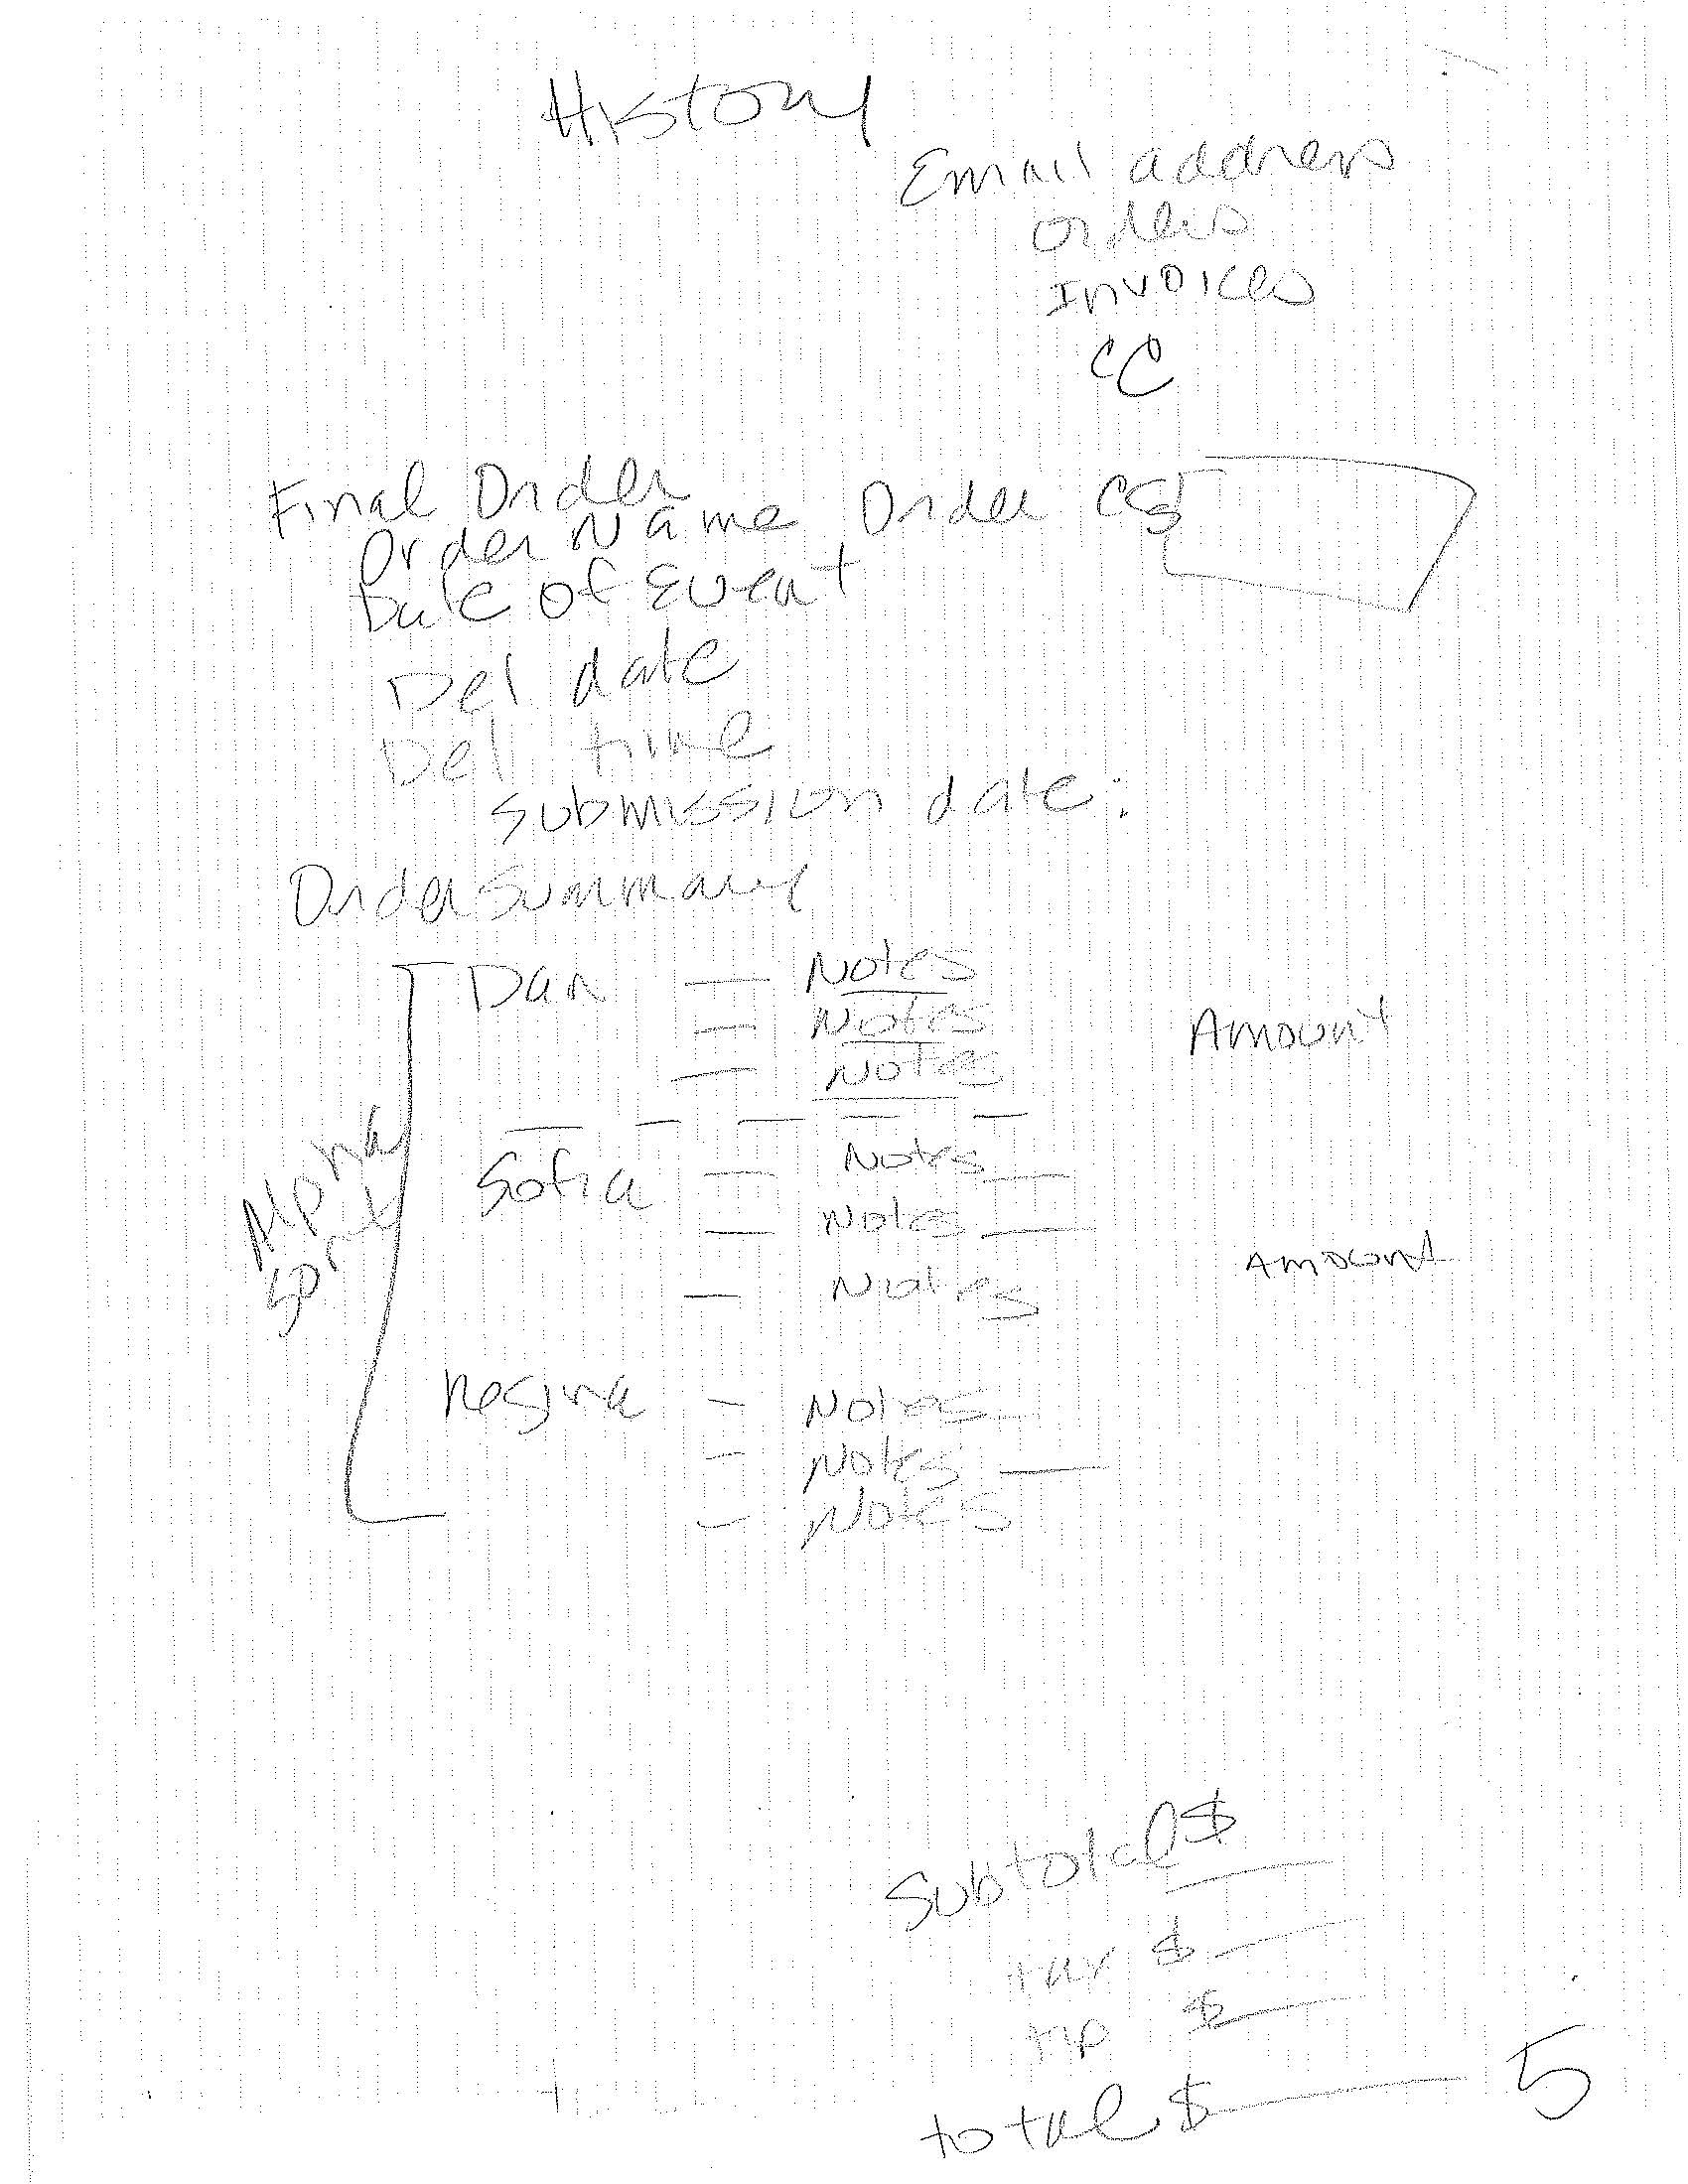 History
Email address
orders
Invoices
CC
Final Order
Order Name Order
Date of Event
Del date
Del time
submission date:
Order Summary
Dan — Notes
— Notes Amount
— Notes
Alpha
sort
Sofia — Notes
— Notes
— Notes Amount
Regina - Notes
- Notes
- Notes
Subtotal $
tax $
tip $
total $
5